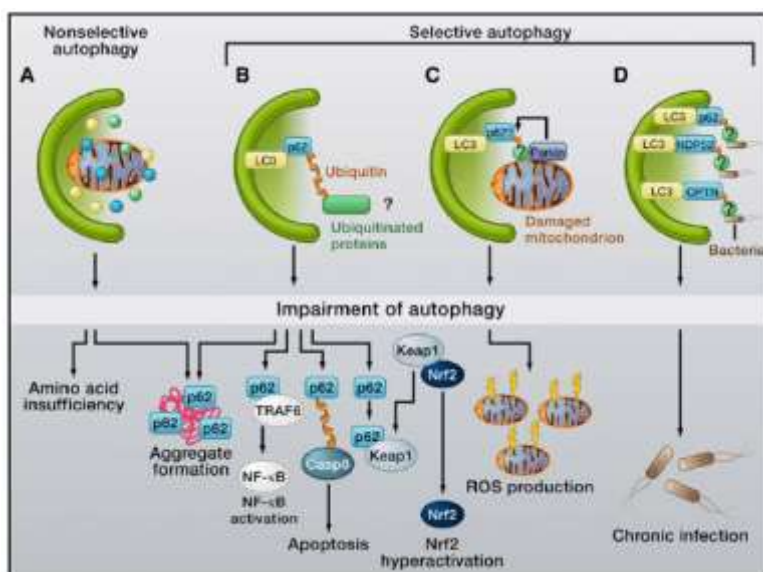 Nonselective
autophagy
Selective autophagy
A
B
C
D
LC3
p62
Ubiquitin
?
Ubiquitinated
proteins
LC3
?
Parkin
Damaged
mitochondrion
LC3
p62
?
LC3
NDP52
?
LC3
OPTN
?
Bacteria
Impairment of autophagy
Amino acid
insufficiency
p62
p62
p62
Aggregate
formation
p62
TRAF6
NF-κB
NF-κB
activation
p62
Casp8
Apoptosis
p62
p62
Keap1
Keap1
Nrf2
Nrf2
Nrf2
hyperactivation
ROS production
Chronic infection